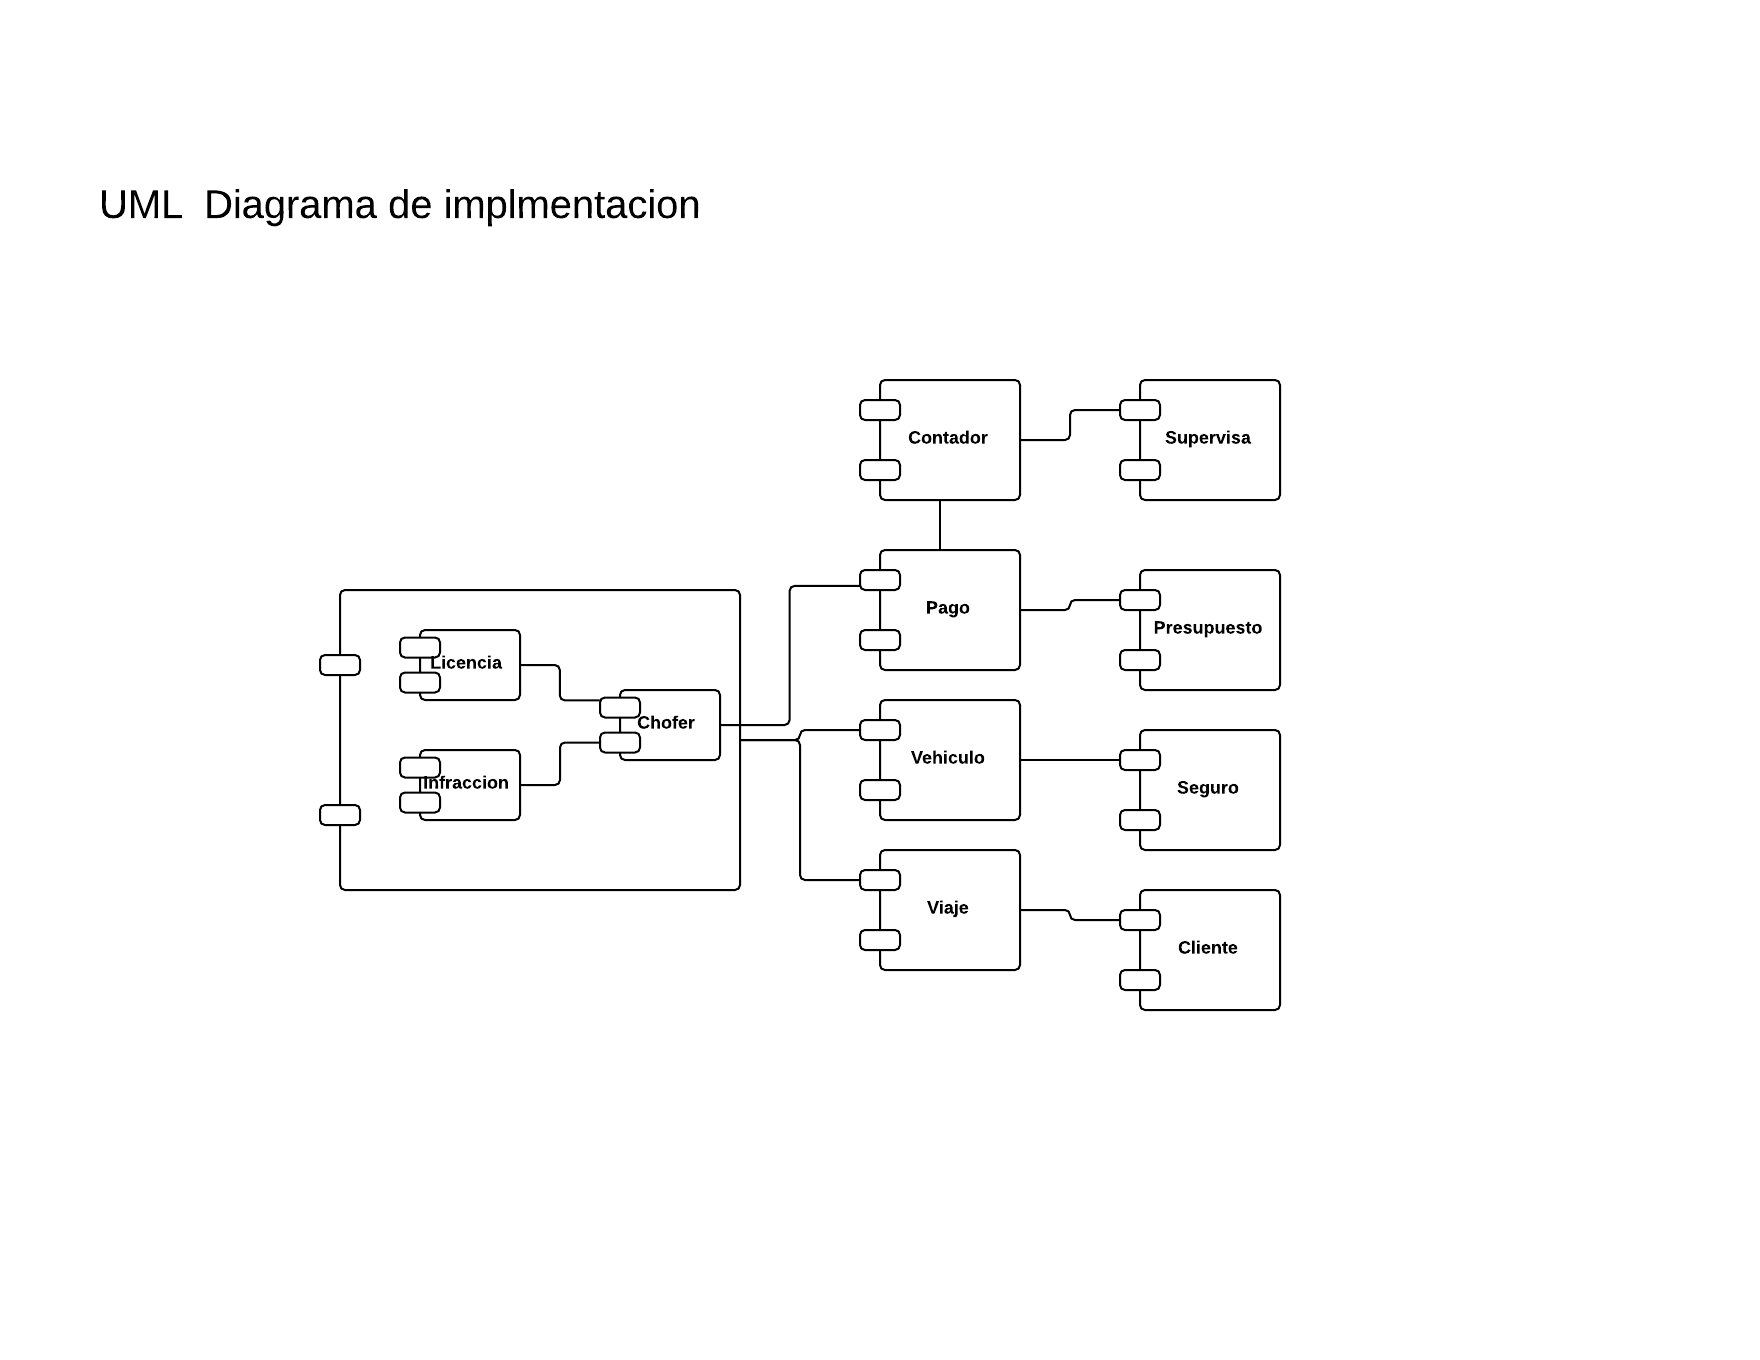 UML  Diagrama de implmentacion
Contador
Supervisa
Pago
Presupuesto
Licencia
Chofer
Vehiculo
Infraccion
Seguro
Viaje
Cliente